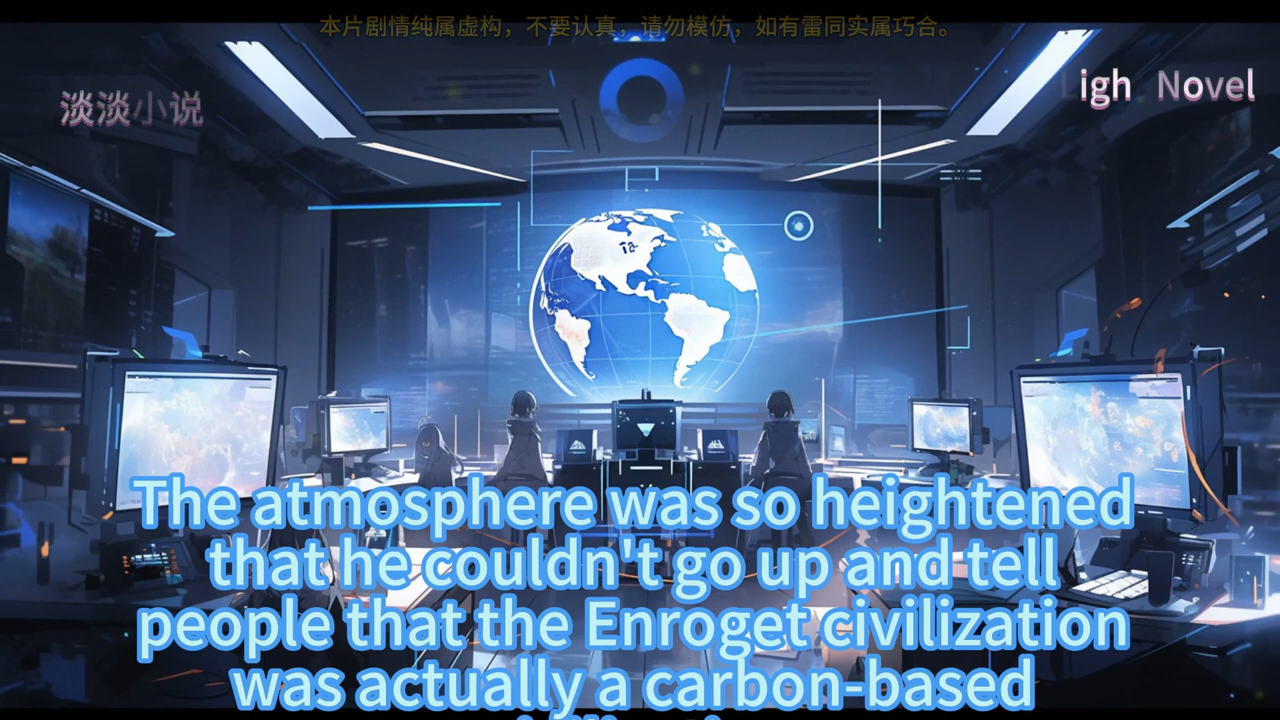 本片剧情纯属虚构，不要认真，请勿模仿，如有雷同实属巧合。
淡淡小说
igh Novel
The atmosphere was so heightened
that he couldn't go up and tell
people that the Enroget civilization
was actually a carbon-based